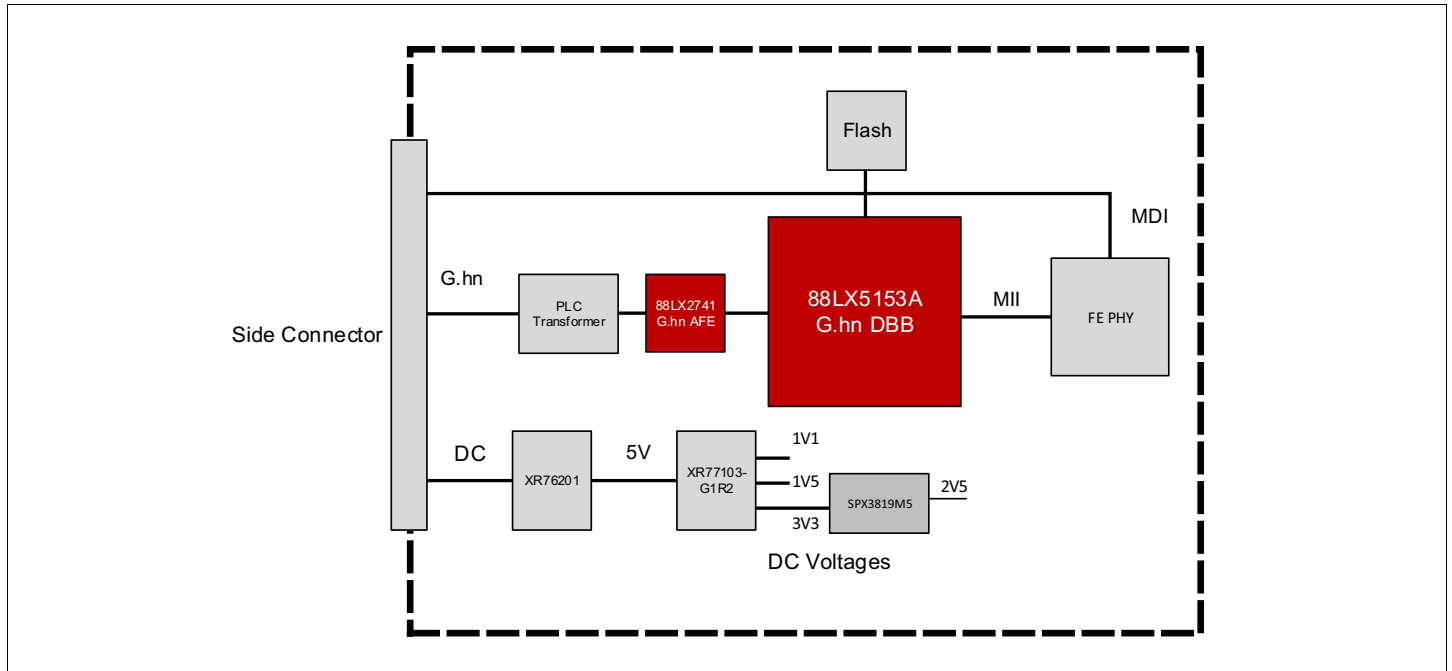 Flash
MDI
G.hn
PLC
Transformer
88LX2741
G.hn AFE
88LX5153A
G.hn DBB
MII
FE PHY
Side Connector
DC
XR76201
5V
XR77103-
G1R2
1V1
1V5
3V3
SPX3819M5
2V5
DC Voltages